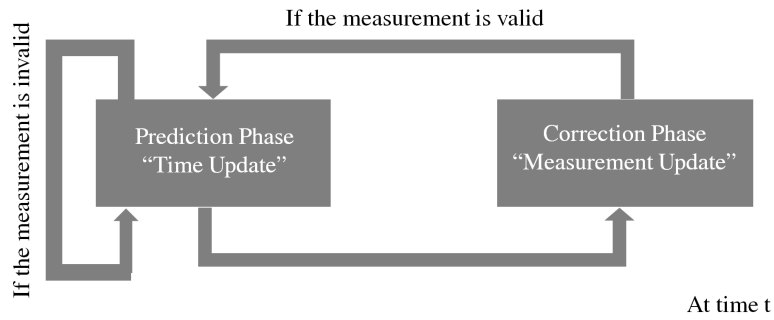 If the measurement is valid
If the measurement is invalid
Prediction Phase
“Time Update”
Correction Phase
“Measurement Update”
At time t